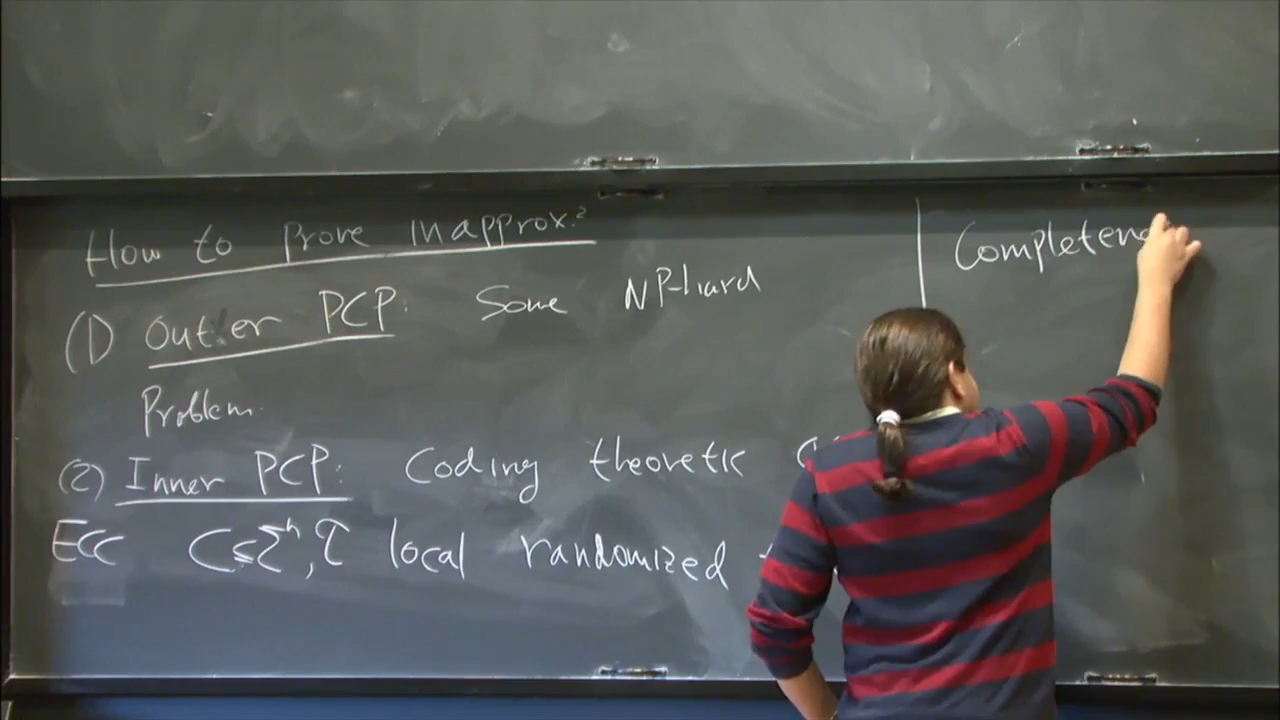 How to prove inapprox.?
(1) Outer PCP: Some NP-hard
Problem.
(2) Inner PCP: Coding theoretic
ECC C⊆Σⁿ, τ local randomized
Completene